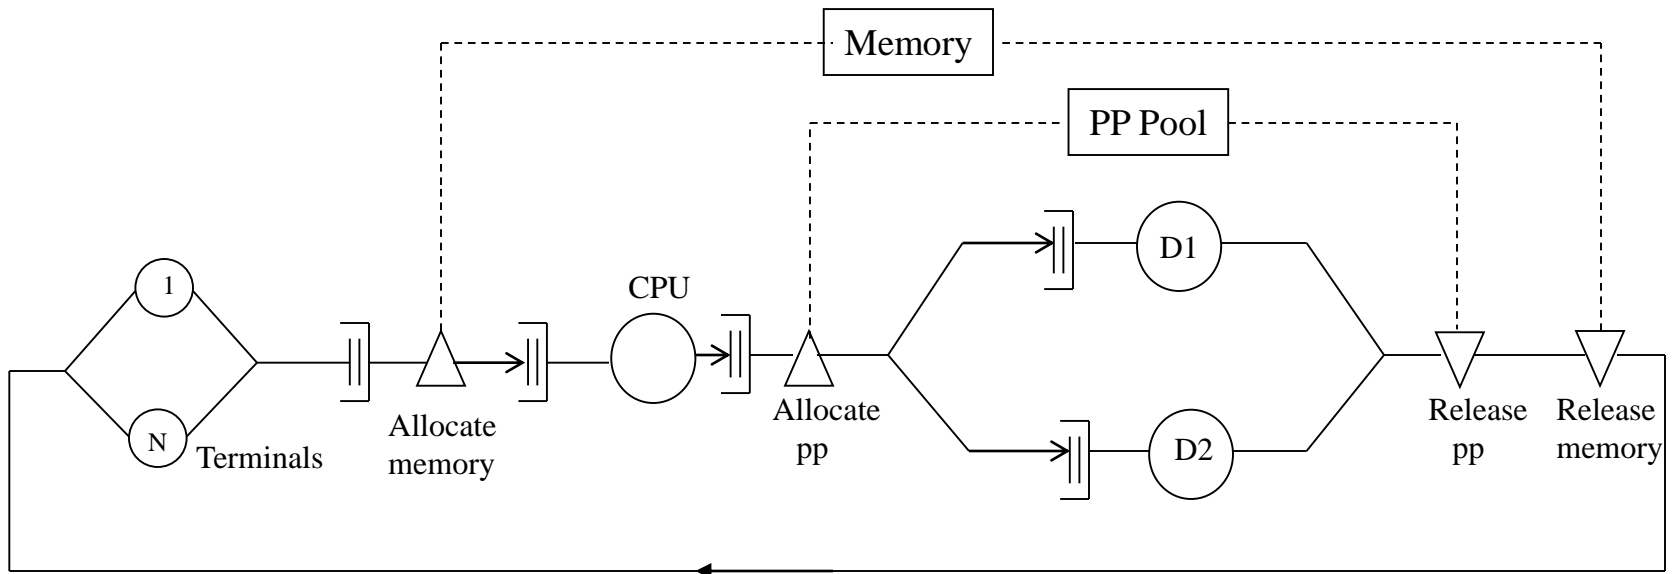 Memory
PP Pool
D1
1
CPU
Allocate
pp
Release
pp
Release
memory
Allocate
memory
N
Terminals
D2